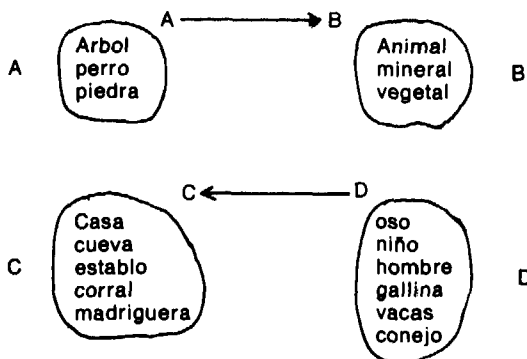 A B
A
Arbol
perro
piedra
Animal
mineral
vegetal
B
C D
C
Casa
cueva
establo
corral
madriguera
oso
niño
hombre
gallina
vacas
conejo
D